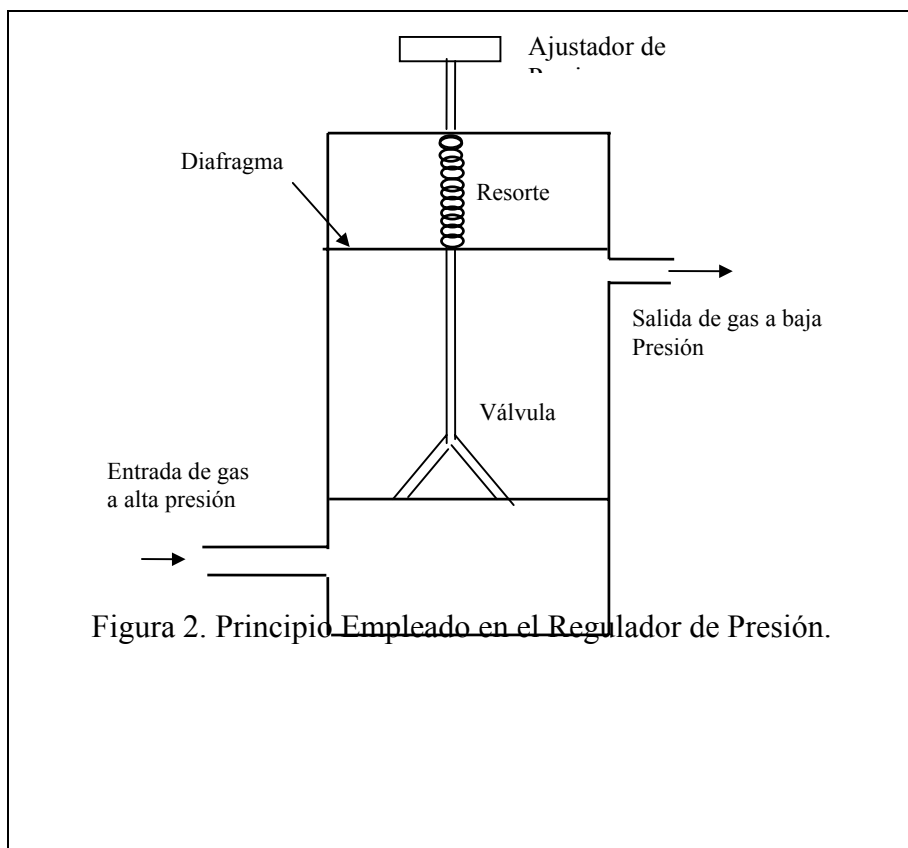 Ajustador de
Diafragma
Resorte
Salida de gas a baja
Presión
Válvula
Entrada de gas
a alta presión
Figura 2. Principio Empleado en el Regulador de Presión.